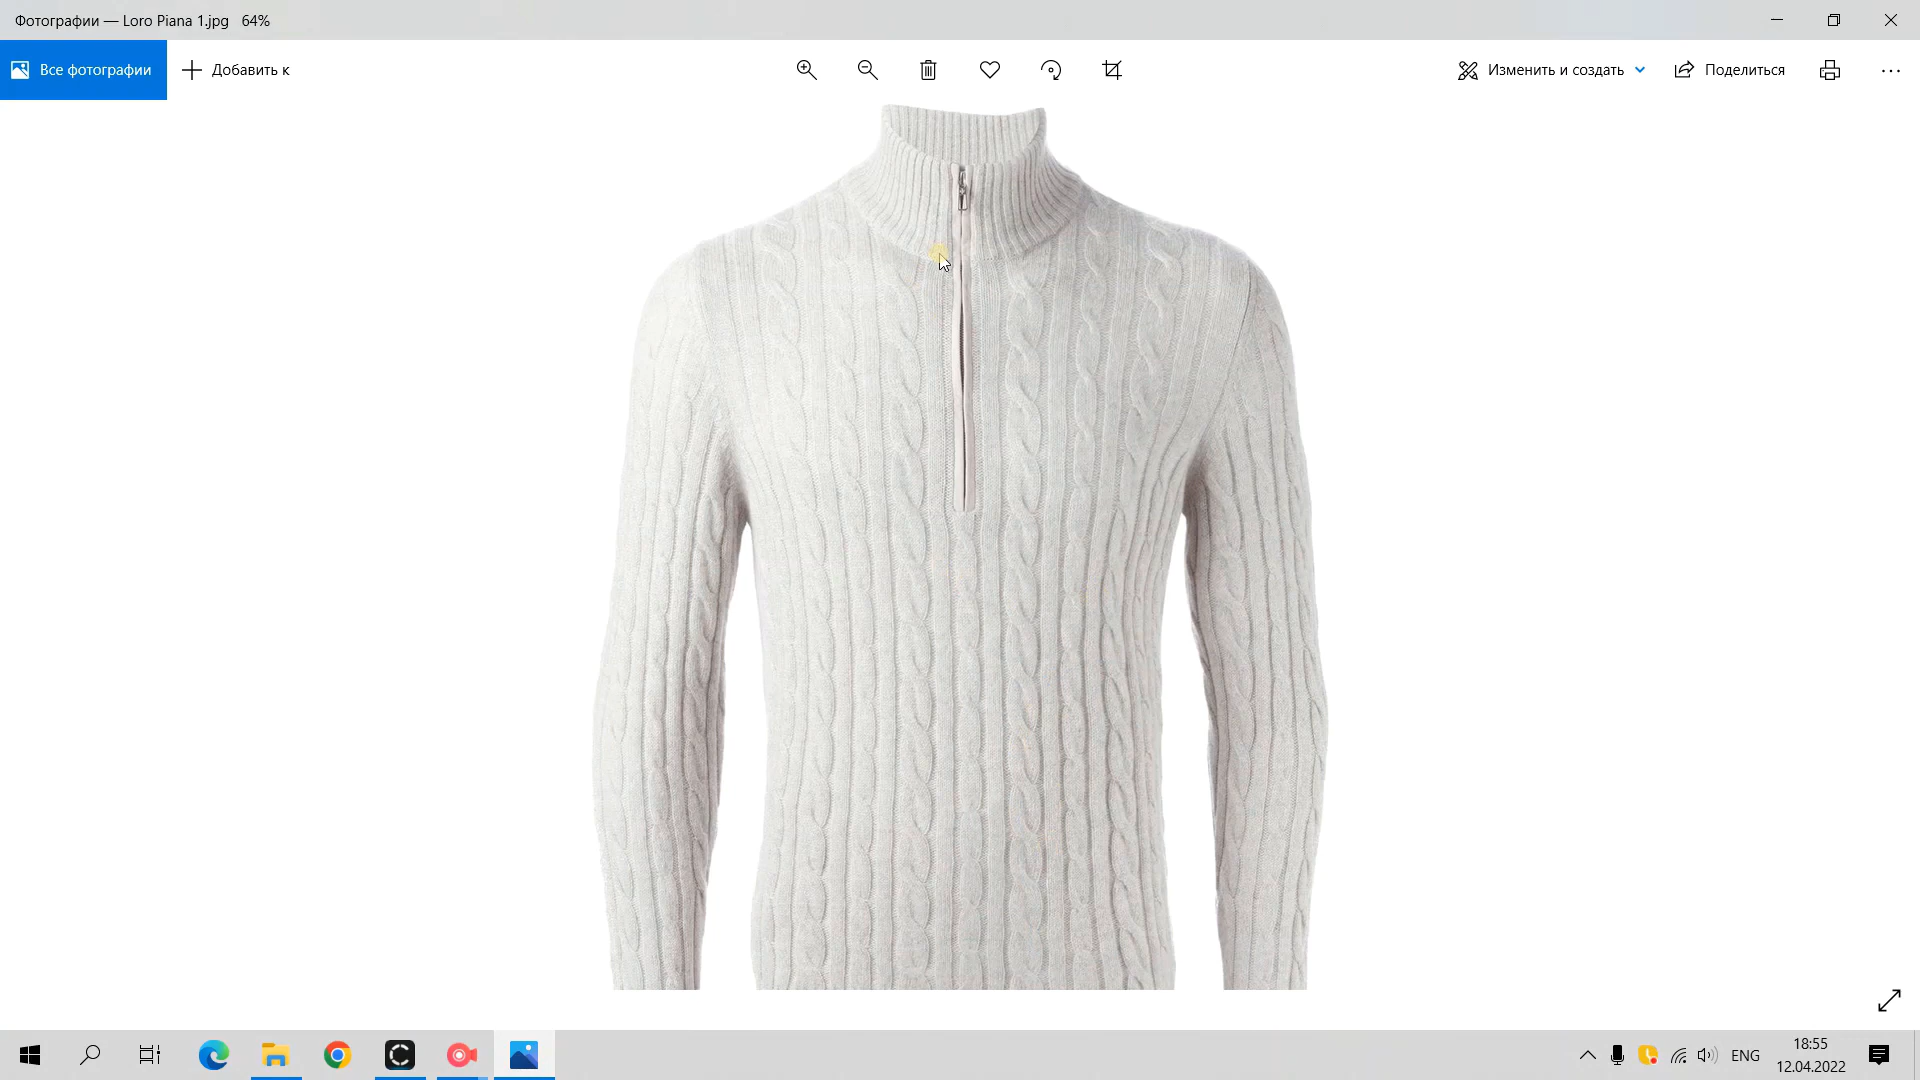 Фотографии — Loro Piana 1.jpg 64%
Все фотографии
Добавить к
Изменить и создать
Поделиться
ENG
18:55
12.04.2022